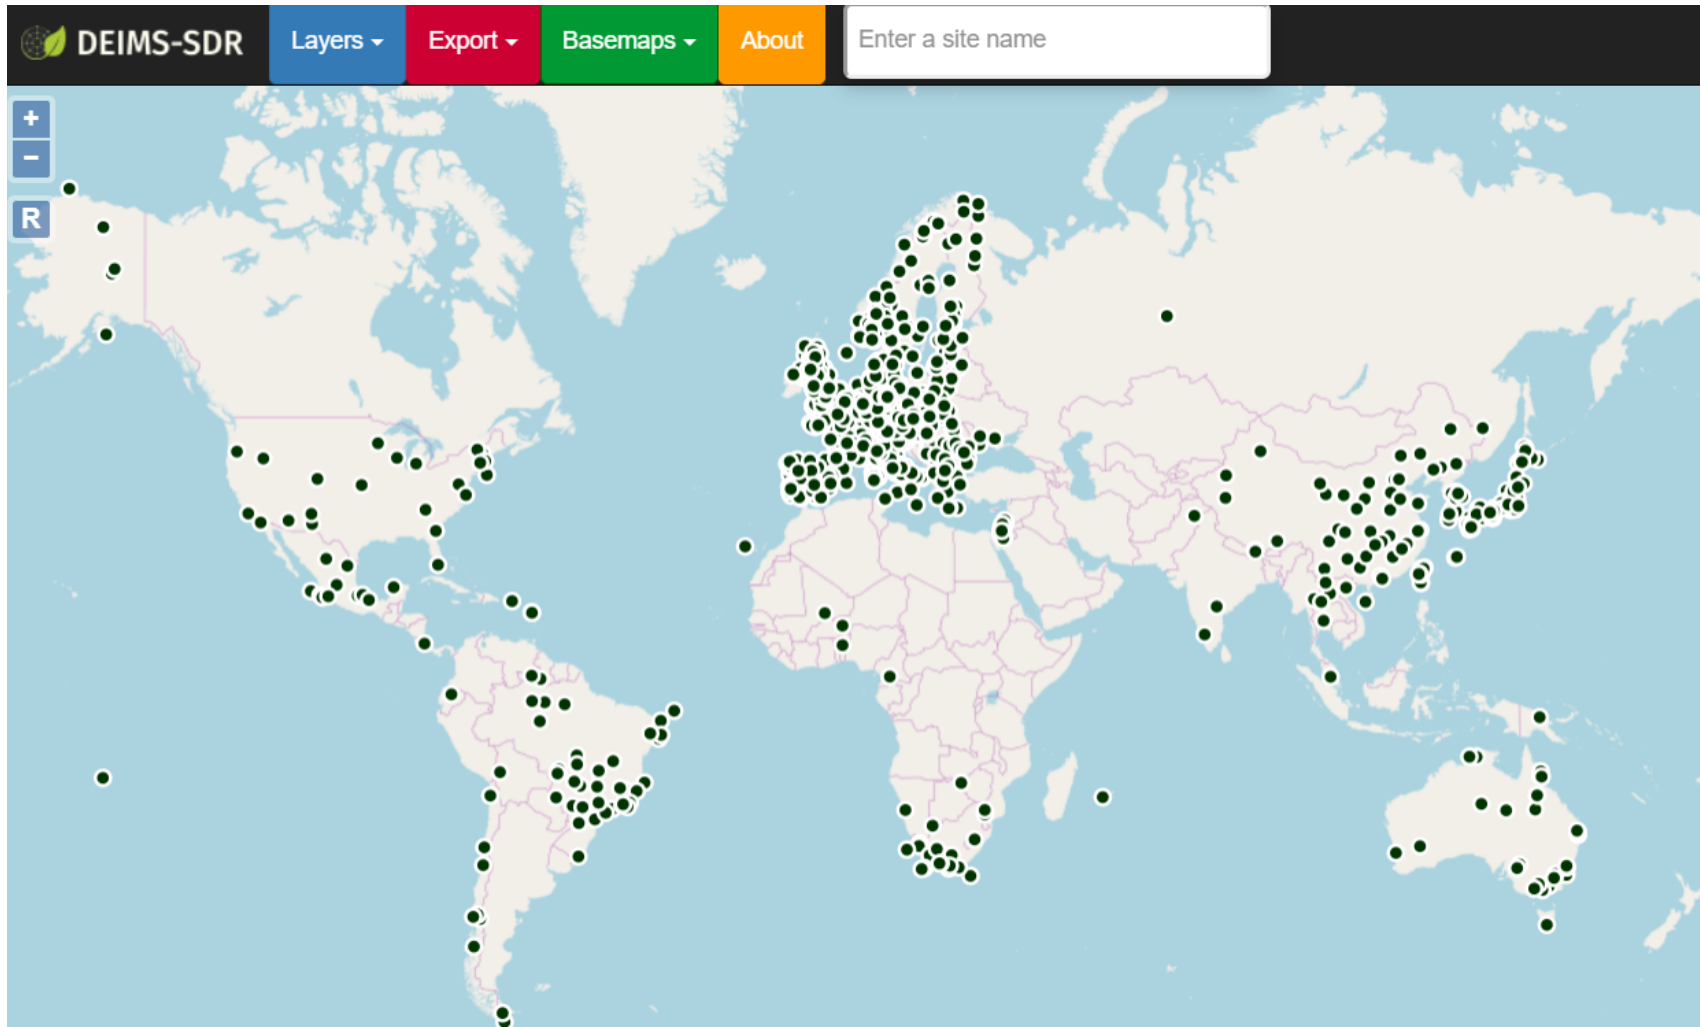 DEIMS-SDR
Layers
Export
Basemaps
About
Enter a site name
+
−
R